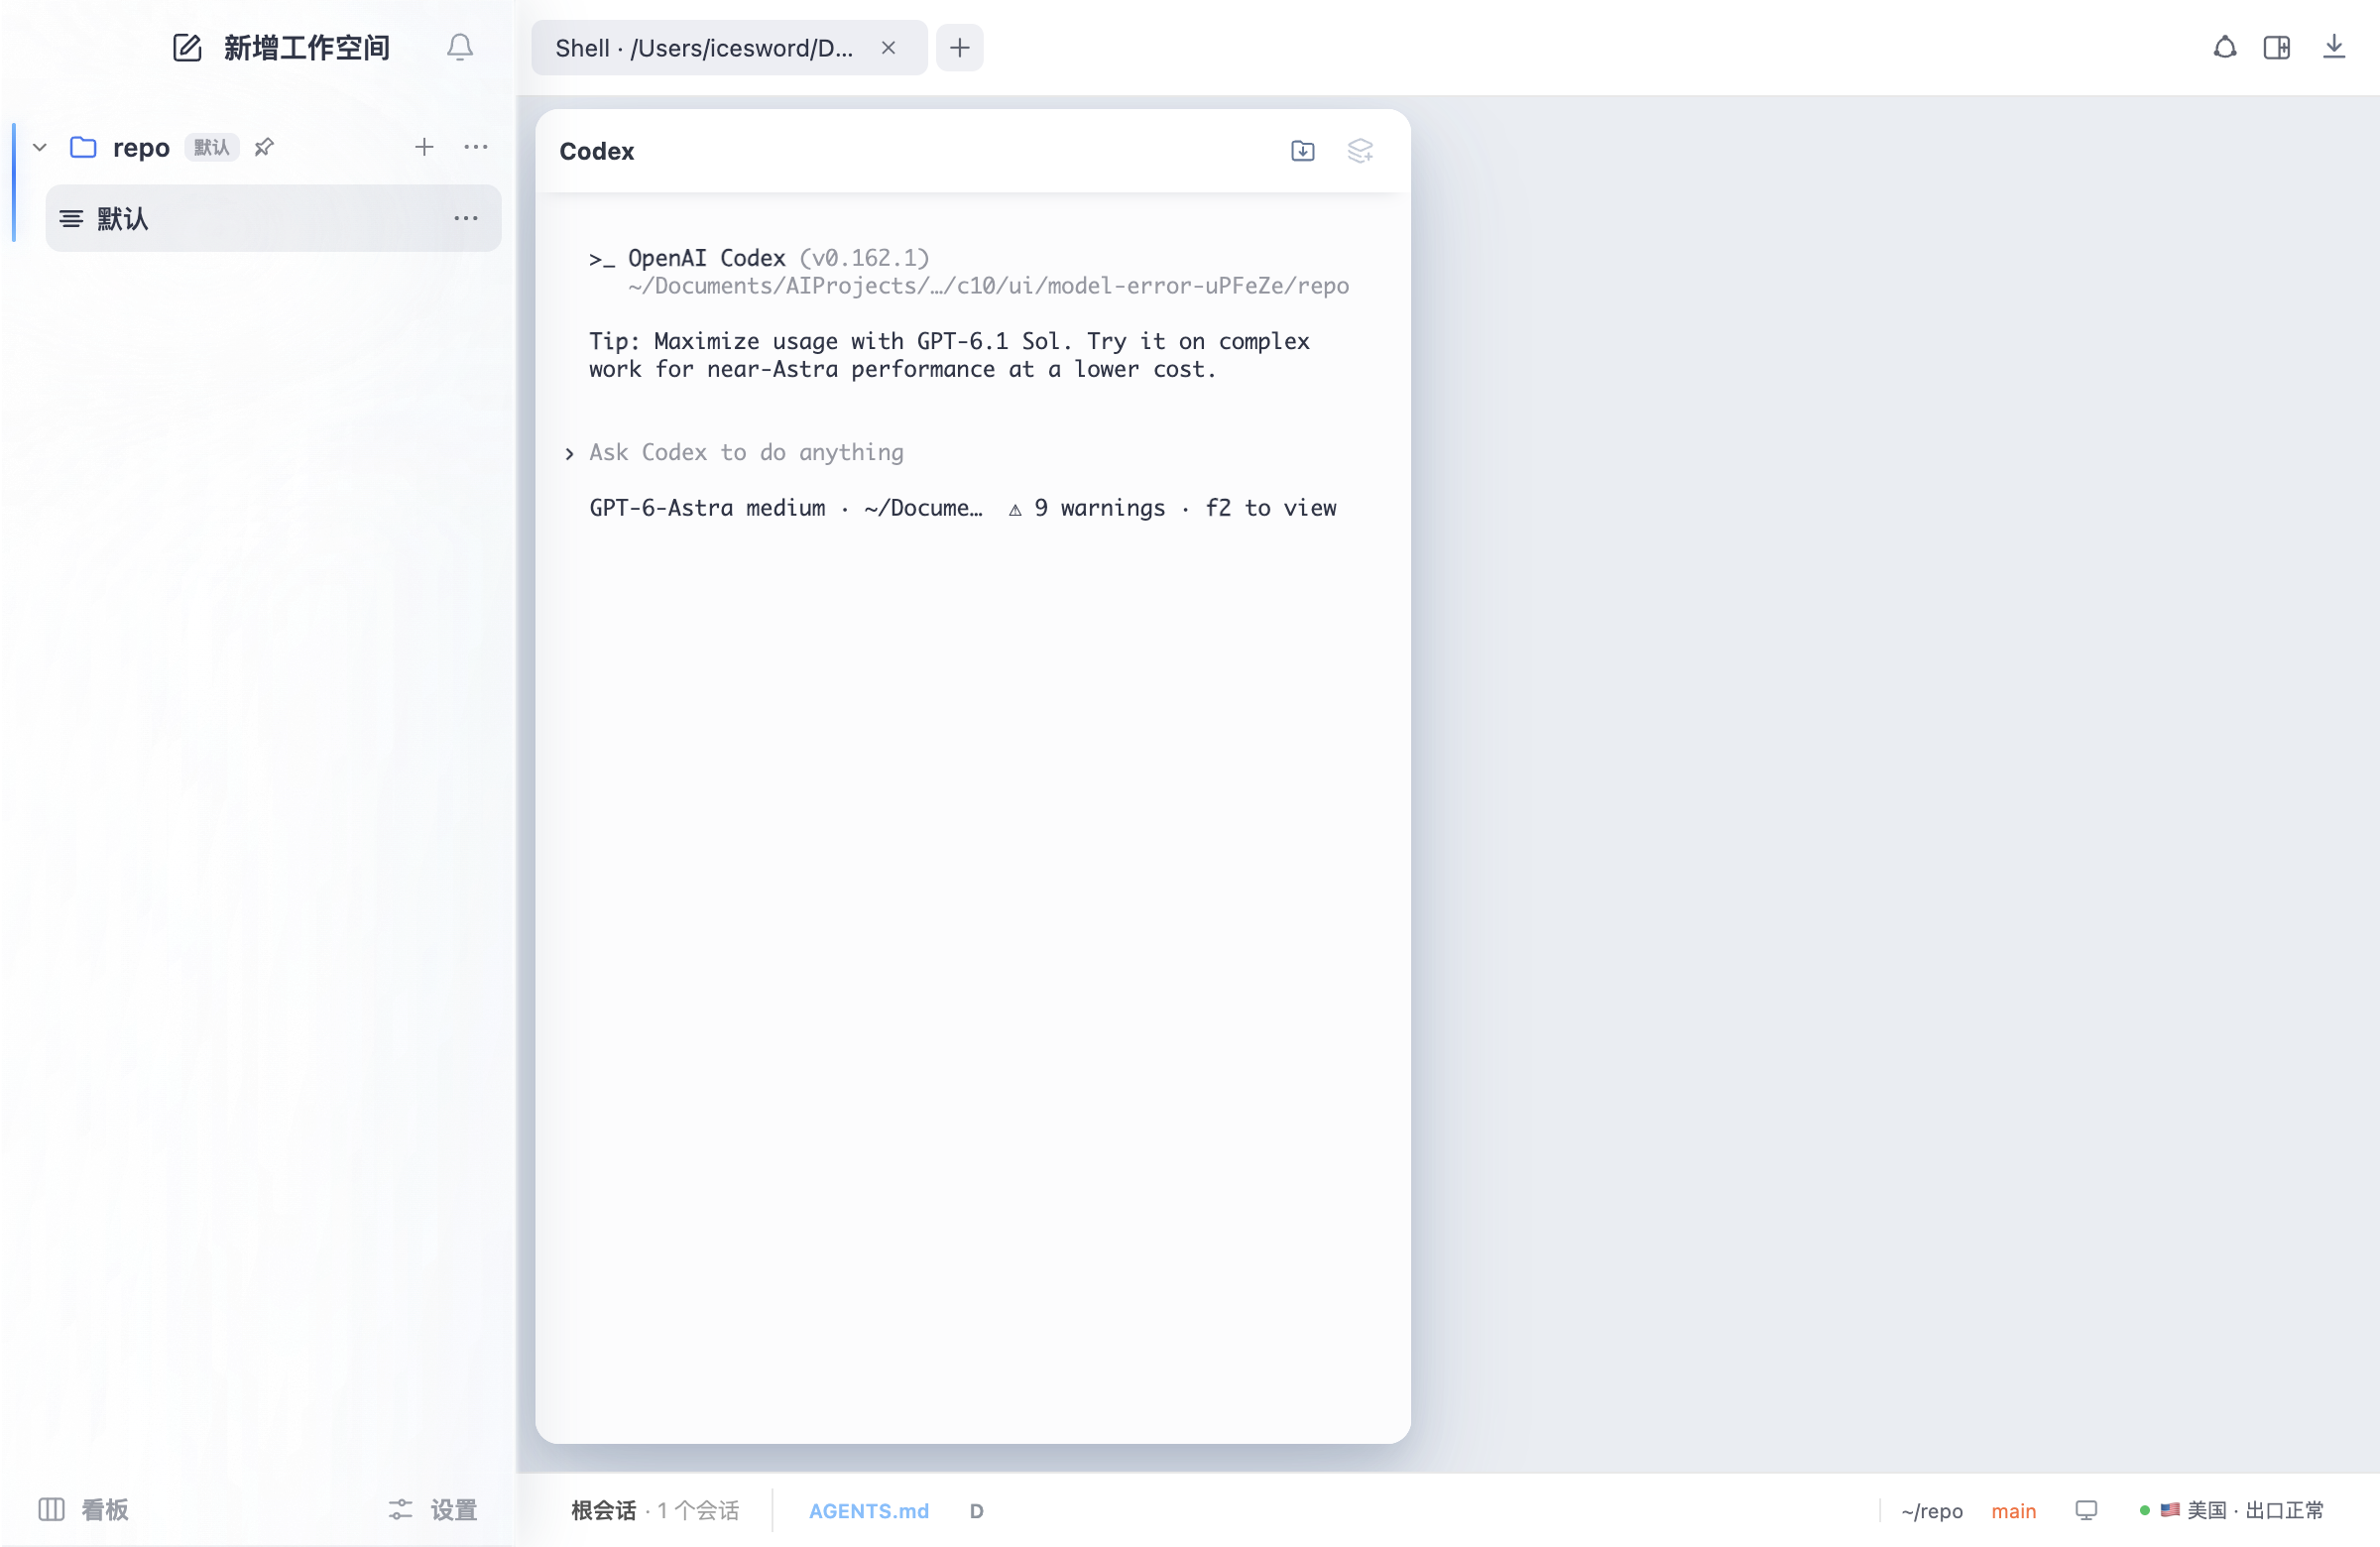 新增工作空间
Shell · /Users/icesword/D...
repo 默认
默认
Codex
>_ OpenAI Codex (v0.162.1)
~/Documents/AIProjects/…/c10/ui/model-error-uPFeZe/repo
Tip: Maximize usage with GPT-6.1 Sol. Try it on complex
work for near-Astra performance at a lower cost.
› Ask Codex to do anything
GPT-6-Astra medium · ~/Docume… ⚠ 9 warnings · f2 to view
看板 设置
根会话 · 1 个会话 AGENTS.md D
~/repo main 美国 · 出口正常